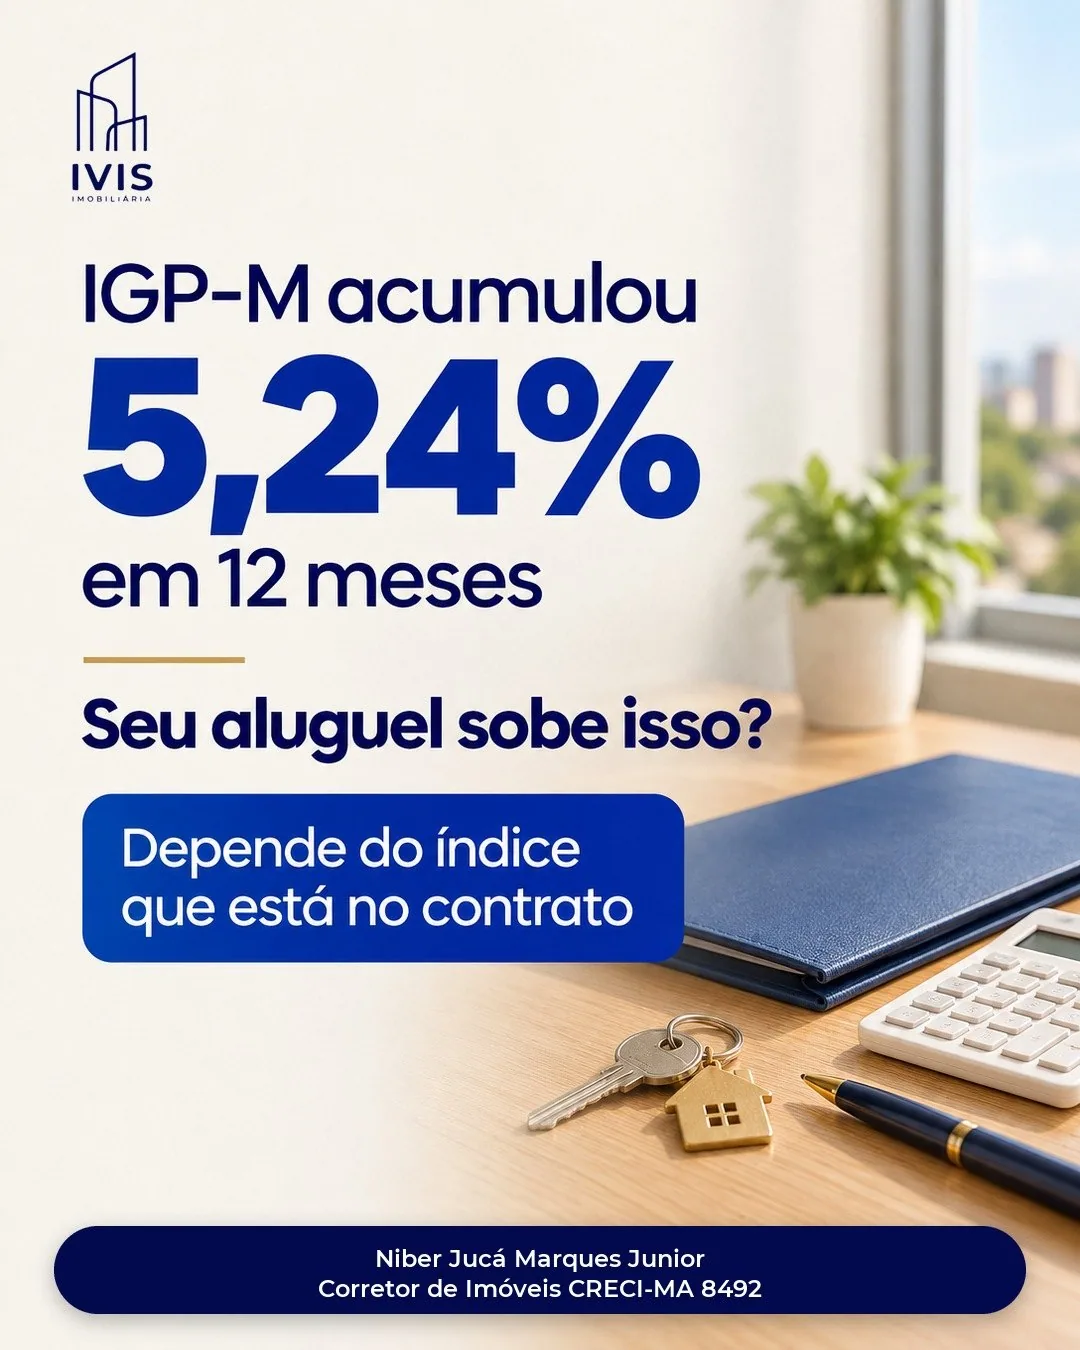 IVIS
IMOBILIÁRIA
IGP-M acumulou
5,24%
em 12 meses
Seu aluguel sobe isso?
Depende do índice
que está no contrato
Niber Jucá Marques Junior
Corretor de Imóveis CRECI-MA 8492